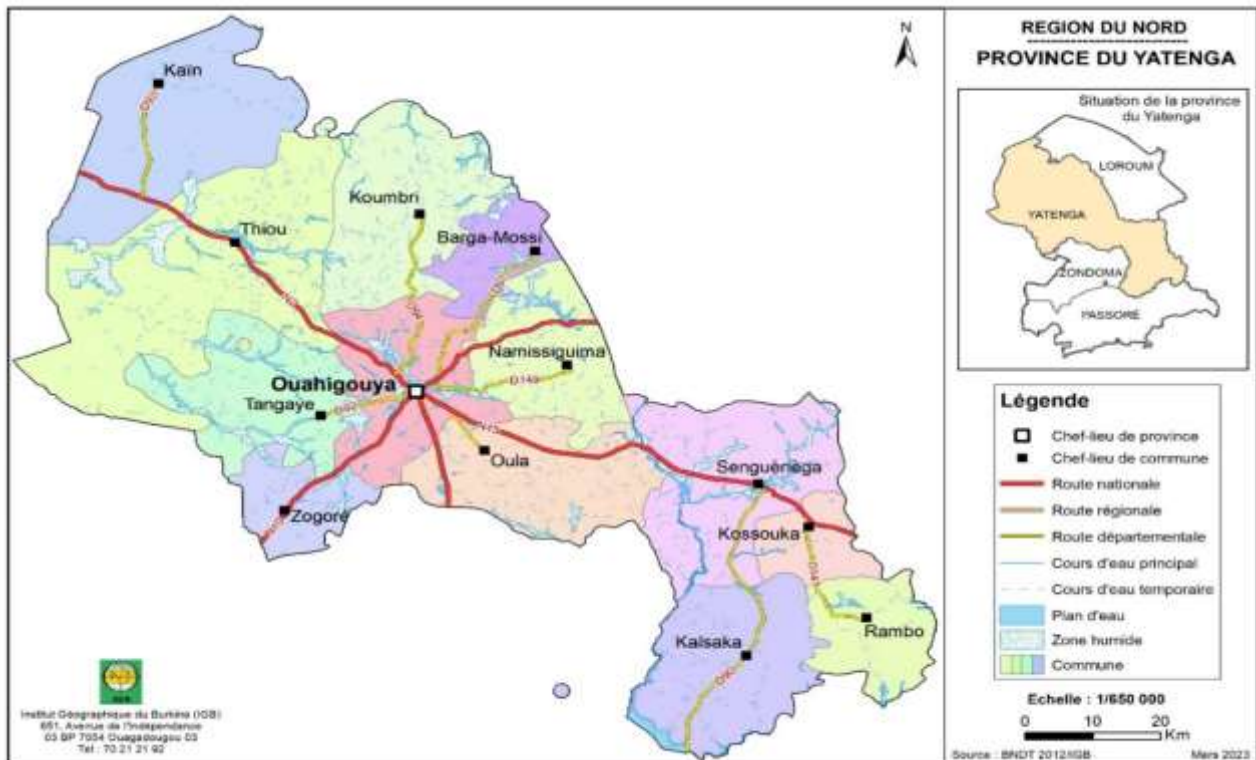 REGION DU NORD
PROVINCE DU YATENGA
Situation de la province
du Yatenga
LOROUM
YATENGA
ZONDOMA
PASSORÉ
N
Kaïn
Koumbri
Thiou
Barga-Mossi
Namissiguima
D149
Ouahigouya
Tangaye
Oula
Zogoré
Senguènega
Kossouka
Kalsaka
Rambo
Légende
Chef-lieu de province
Chef-lieu de commune
Route nationale
Route régionale
Route départementale
Cours d'eau principal
Cours d'eau temporaire
Plan d'eau
Zone humide
Commune
Echelle : 1/650 000
0 10 20
Km
Source : BNDT 2012/IGB Mars 2023
Institut Géographique du Burkina (IGB)
651, Avenue de l'Indépendance
03 BP 7054 Ouagadougou 03
Tel : 70 21 21 92